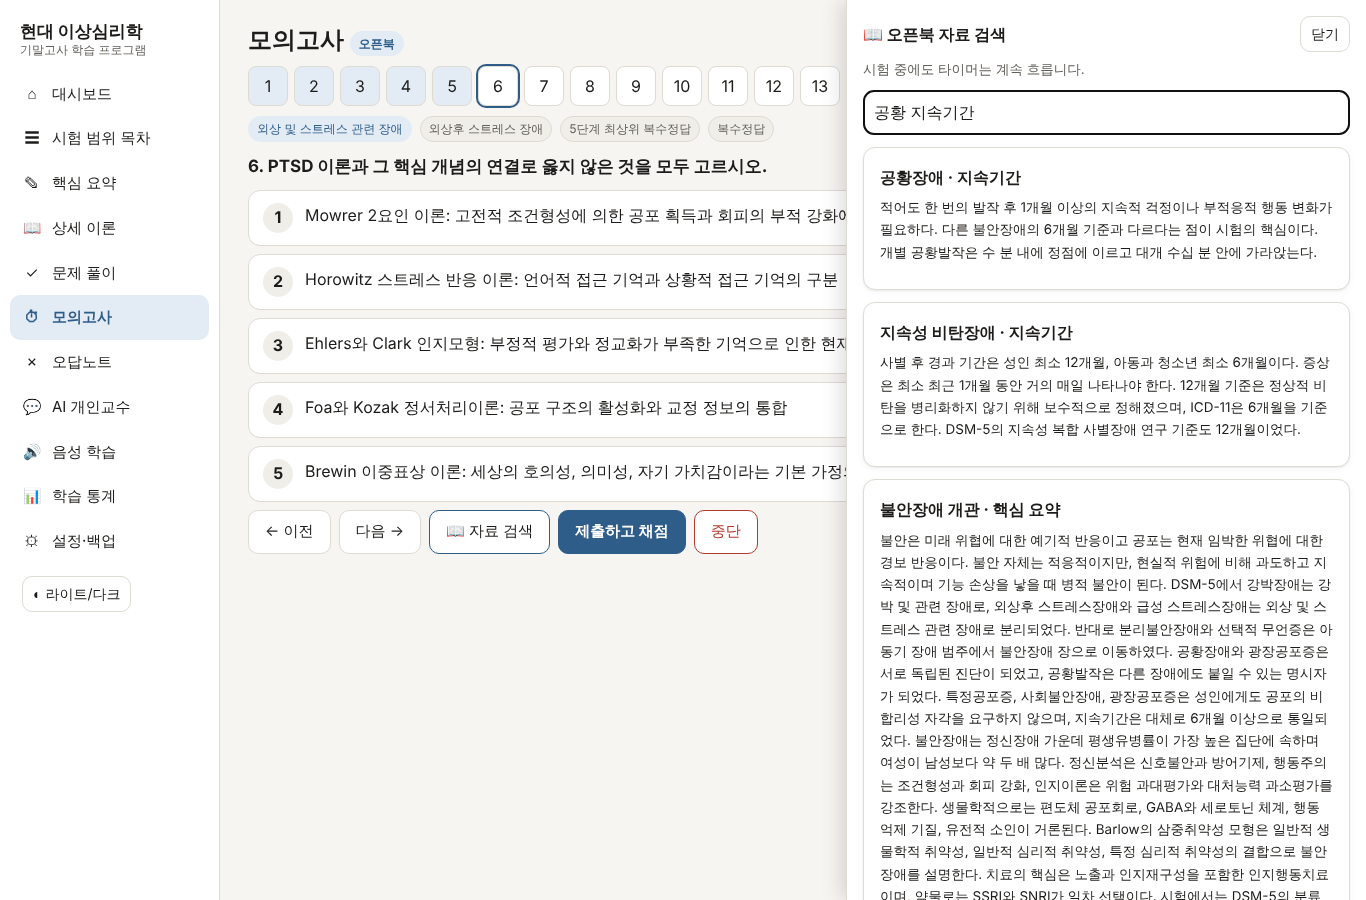 현대 이상심리학
기말고사 학습 프로그램
⌂ 대시보드
☰ 시험 범위 목차
✎ 핵심 요약
📖 상세 이론
✓ 문제 풀이
⏱ 모의고사
× 오답노트
💬 AI 개인교수
🔊 음성 학습
📊 학습 통계
⚙ 설정·백업
◐ 라이트/다크
모의고사 오픈북
1 2 3 4 5 6 7 8 9 10 11 12 13
외상 및 스트레스 관련 장애 외상후 스트레스 장애 5단계 최상위 복수정답 복수정답
6. PTSD 이론과 그 핵심 개념의 연결로 옳지 않은 것을 모두 고르시오.
1 Mowrer 2요인 이론: 고전적 조건형성에 의한 공포 획득과 회피의 부적 강화에
2 Horowitz 스트레스 반응 이론: 언어적 접근 기억과 상황적 접근 기억의 구분
3 Ehlers와 Clark 인지모형: 부정적 평가와 정교화가 부족한 기억으로 인한 현재
4 Foa와 Kozak 정서처리이론: 공포 구조의 활성화와 교정 정보의 통합
5 Brewin 이중표상 이론: 세상의 호의성, 의미성, 자기 가치감이라는 기본 가정의
← 이전 다음 → 📖 자료 검색 제출하고 채점 중단
📖 오픈북 자료 검색 닫기
시험 중에도 타이머는 계속 흐릅니다.
공황 지속기간
공황장애 · 지속기간
적어도 한 번의 발작 후 1개월 이상의 지속적 걱정이나 부적응적 행동 변화가
필요하다. 다른 불안장애의 6개월 기준과 다르다는 점이 시험의 핵심이다.
개별 공황발작은 수 분 내에 정점에 이르고 대개 수십 분 안에 가라앉는다.
지속성 비탄장애 · 지속기간
사별 후 경과 기간은 성인 최소 12개월, 아동과 청소년 최소 6개월이다. 증상
은 최소 최근 1개월 동안 거의 매일 나타나야 한다. 12개월 기준은 정상적 비
탄을 병리화하지 않기 위해 보수적으로 정해졌으며, ICD-11은 6개월을 기준
으로 한다. DSM-5의 지속성 복합 사별장애 연구 기준도 12개월이었다.
불안장애 개관 · 핵심 요약
불안은 미래 위협에 대한 예기적 반응이고 공포는 현재 임박한 위협에 대한
경보 반응이다. 불안 자체는 적응적이지만, 현실적 위험에 비해 과도하고 지
속적이며 기능 손상을 낳을 때 병적 불안이 된다. DSM-5에서 강박장애는 강
박 및 관련 장애로, 외상후 스트레스장애와 급성 스트레스장애는 외상 및 스
트레스 관련 장애로 분리되었다. 반대로 분리불안장애와 선택적 무언증은 아
동기 장애 범주에서 불안장애 장으로 이동하였다. 공황장애와 광장공포증은
서로 독립된 진단이 되었고, 공황발작은 다른 장애에도 붙일 수 있는 명시자
가 되었다. 특정공포증, 사회불안장애, 광장공포증은 성인에게도 공포의 비
합리성 자각을 요구하지 않으며, 지속기간은 대체로 6개월 이상으로 통일되
었다. 불안장애는 정신장애 가운데 평생유병률이 가장 높은 집단에 속하며
여성이 남성보다 약 두 배 많다. 정신분석은 신호불안과 방어기제, 행동주의
는 조건형성과 회피 강화, 인지이론은 위험 과대평가와 대처능력 과소평가를
강조한다. 생물학적으로는 편도체 공포회로, GABA와 세로토닌 체계, 행동
억제 기질, 유전적 소인이 거론된다. Barlow의 삼중취약성 모형은 일반적 생
물학적 취약성, 일반적 심리적 취약성, 특정 심리적 취약성의 결합으로 불안
장애를 설명한다. 치료의 핵심은 노출과 인지재구성을 포함한 인지행동치료
이며, 약물로는 SSRI와 SNRI가 일차 선택이다. 시험에서는 DSM-5의 분류